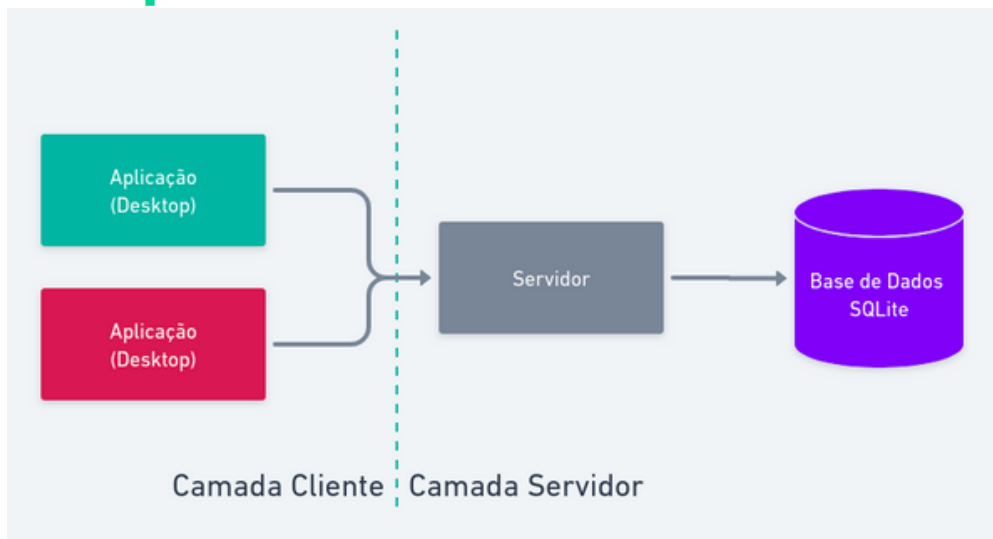 Aplicação
(Desktop)
Aplicação
(Desktop)
Servidor
Base de Dados
SQLite
Camada Cliente
Camada Servidor